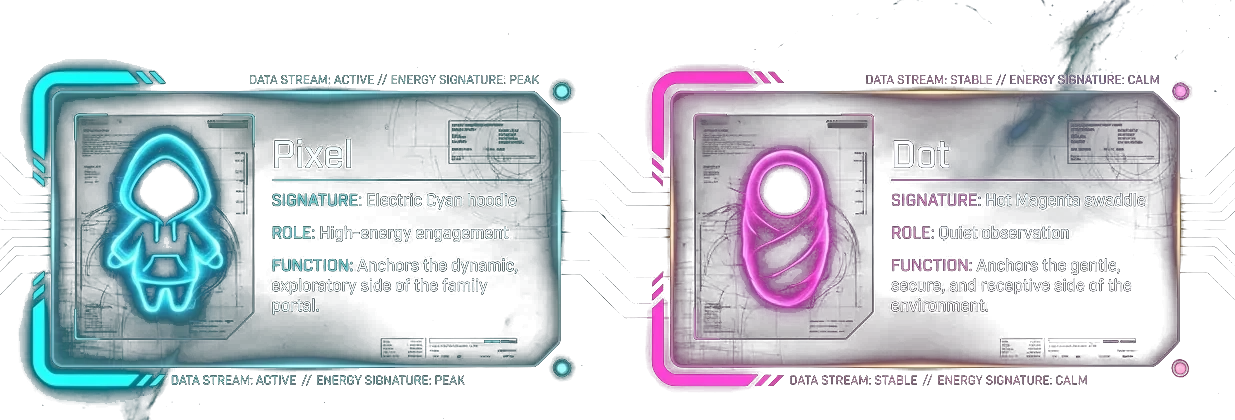 DATA STREAM: ACTIVE // ENERGY SIGNATURE: PEAK
Pixel
SIGNATURE: Electric Cyan hoodie
ROLE: High-energy engagement
FUNCTION: Anchors the dynamic,
exploratory side of the family
portal.
DATA STREAM: ACTIVE // ENERGY SIGNATURE: PEAK
DATA STREAM: STABLE // ENERGY SIGNATURE: CALM
Dot
SIGNATURE: Hot Magenta swaddle
ROLE: Quiet observation
FUNCTION: Anchors the gentle,
secure, and receptive side of the
environment.
DATA STREAM: STABLE // ENERGY SIGNATURE: CALM